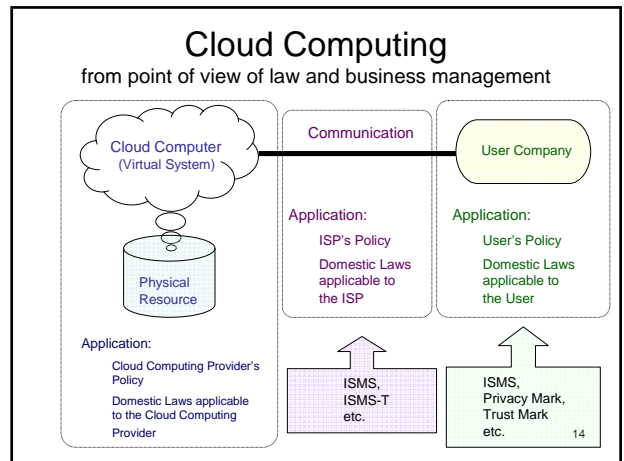 Cloud Computing
from point of view of law and business management
Cloud Computer
(Virtual System)
Physical
Resource
Application:
Cloud Computing Provider's
Policy
Domestic Laws applicable
to the Cloud Computing
Provider
Communication
Application:
ISP's Policy
Domestic Laws
applicable to
the ISP
ISMS,
ISMS-T
etc.
User Company
Application:
User's Policy
Domestic Laws
applicable to
the User
ISMS,
Privacy Mark,
Trust Mark
etc.
14